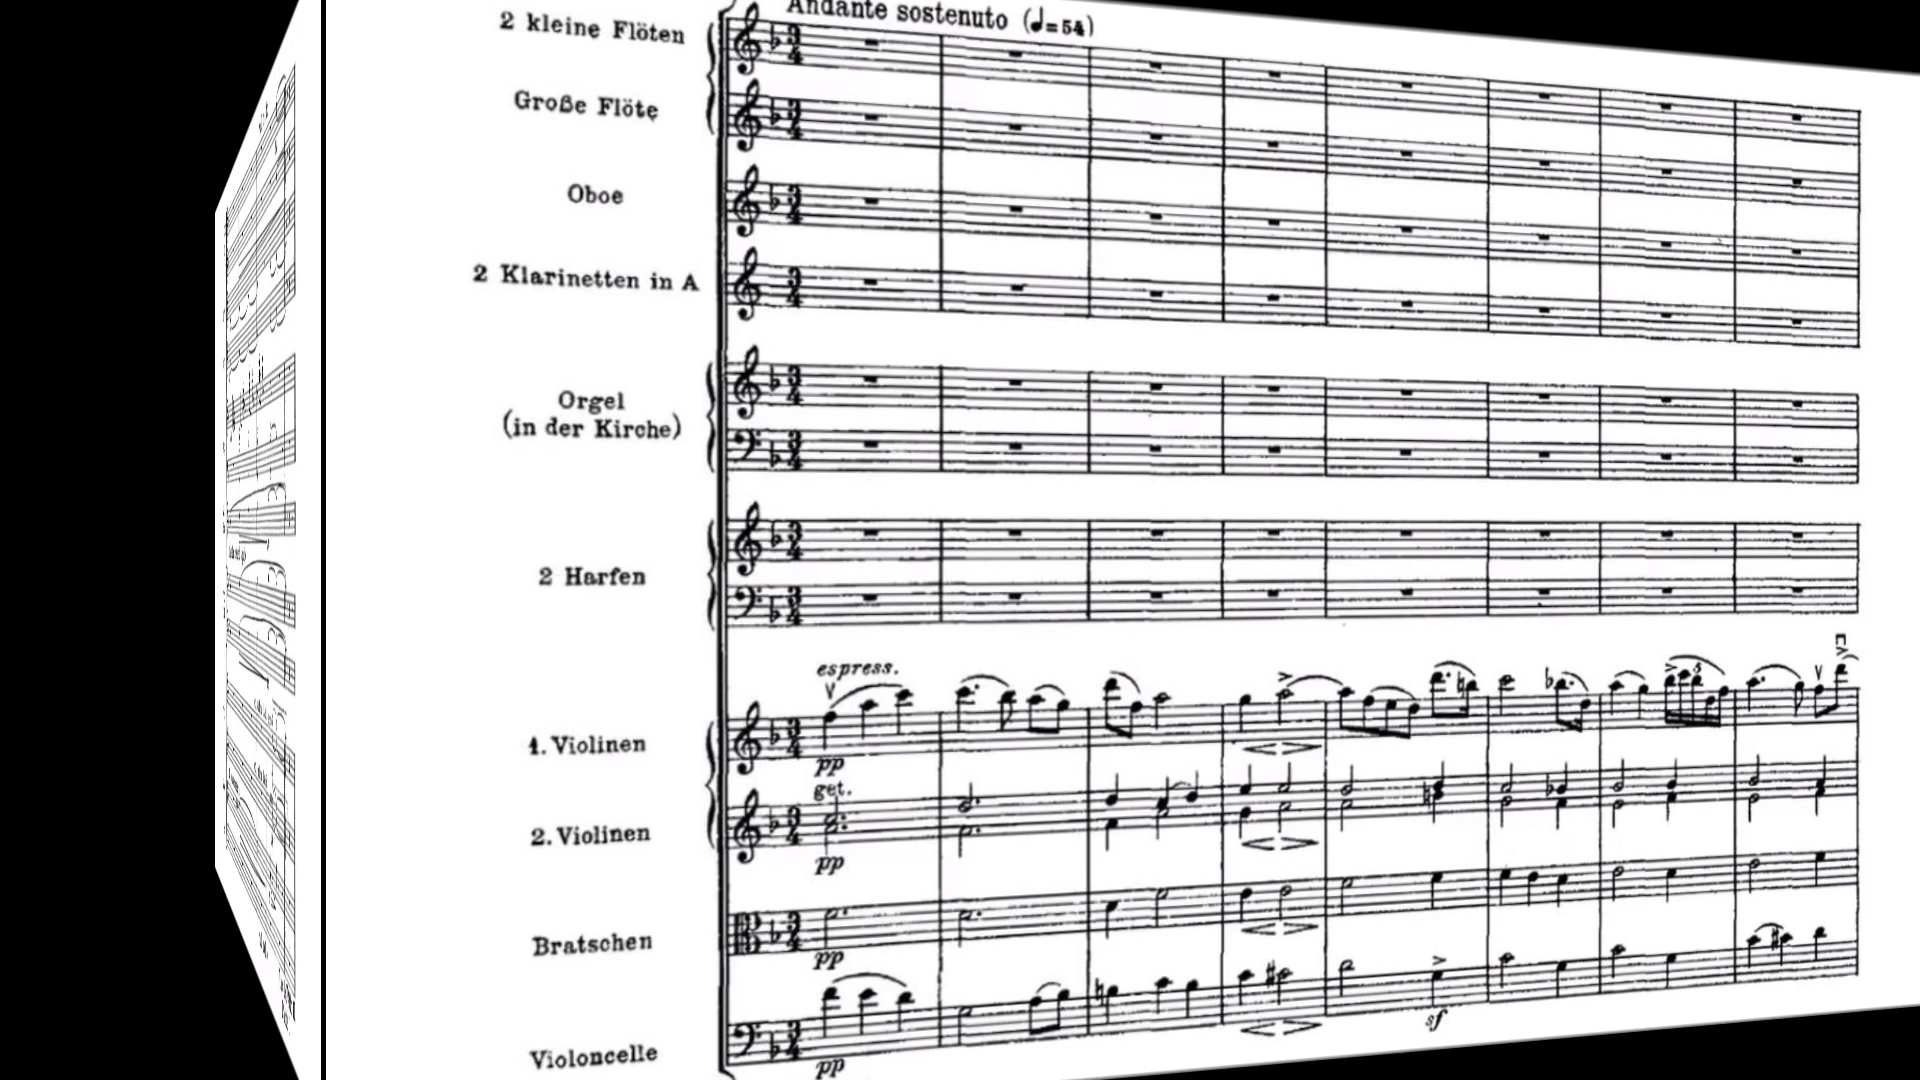 Andante sostenuto (♩=54)
2 kleine Flöten
Große Flöte
Oboe
2 Klarinetten in A
Orgel
(in der Kirche)
2 Harfen
espress.
1. Violinen
pp
get.
2. Violinen
pp
Bratschen
pp
5
sf
Violoncelle
pp